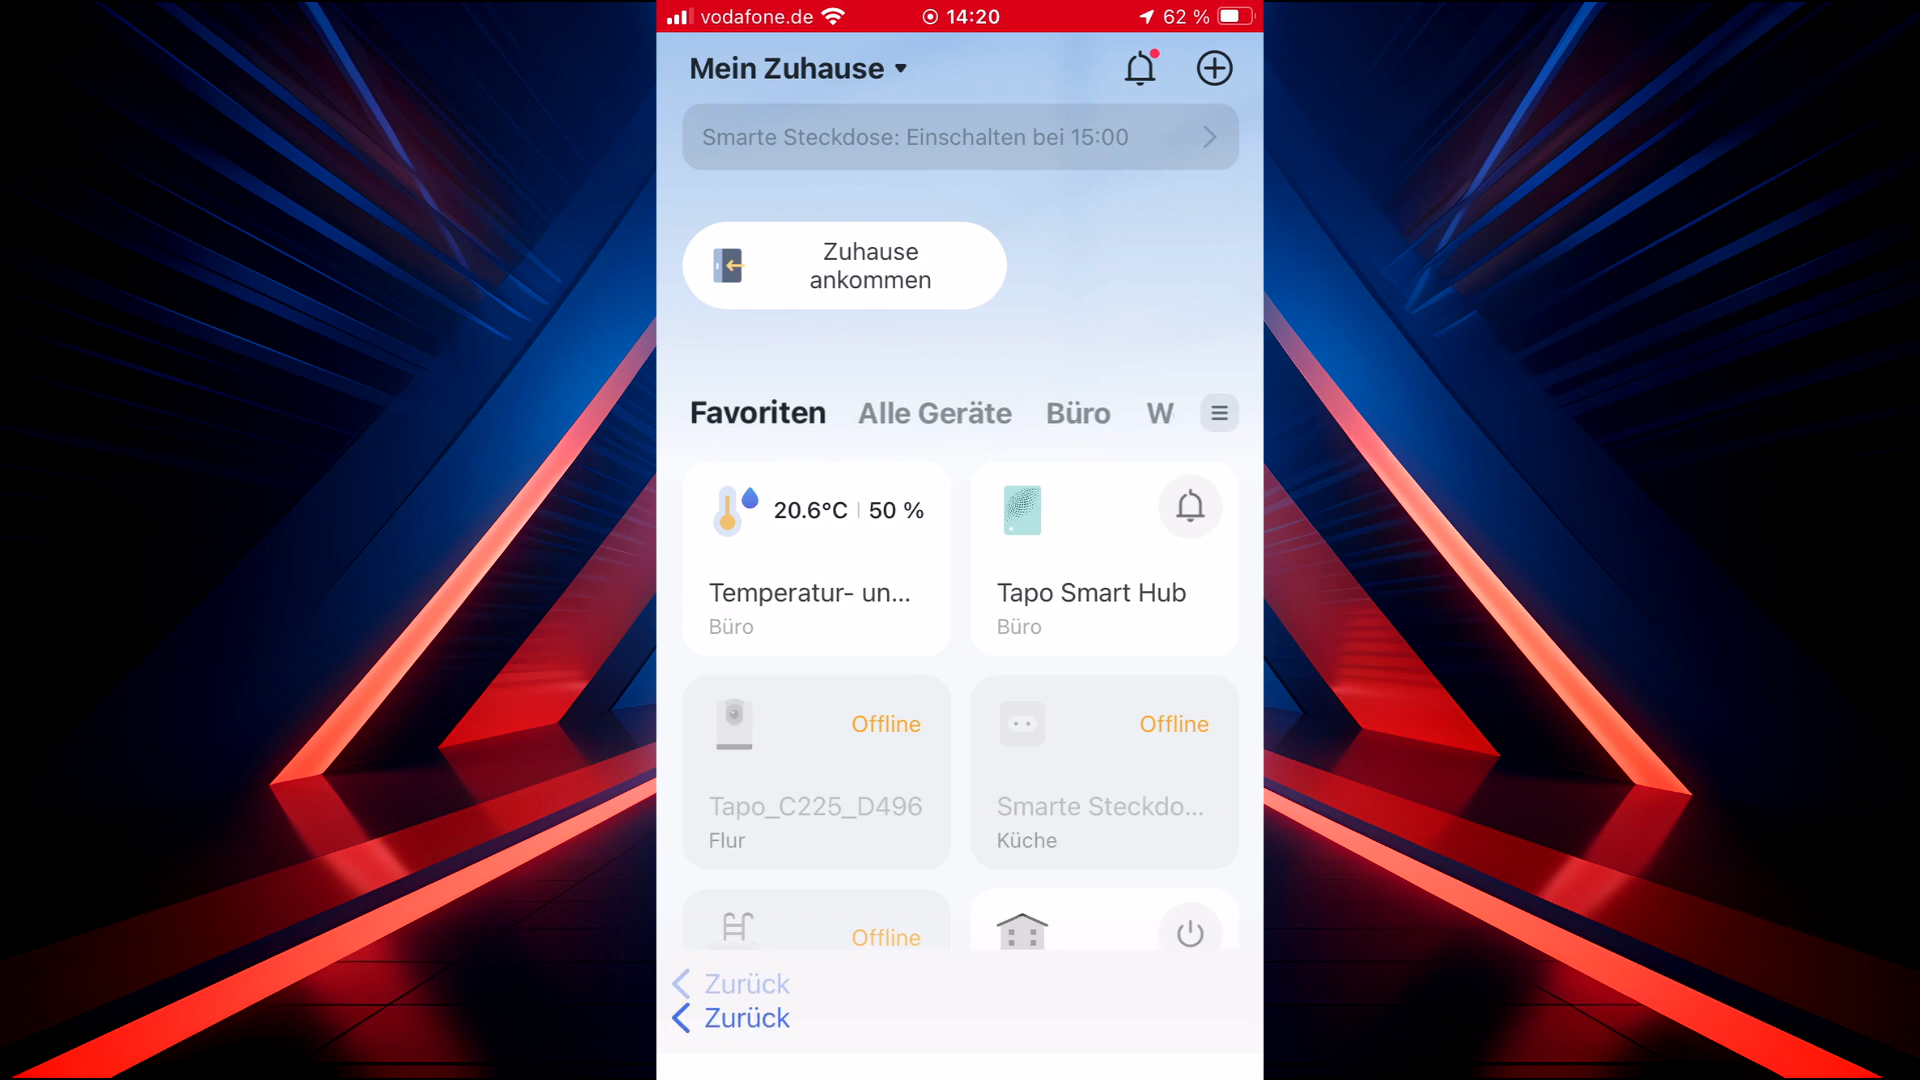 vodafone.de 14:20 62 %
Mein Zuhause
Smarte Steckdose: Einschalten bei 15:00
Zuhause
ankommen
Favoriten Alle Geräte Büro W
20.6°C 50 %
Temperatur- un...
Büro
Tapo Smart Hub
Büro
Offline
Tapo_C225_D496
Flur
Offline
Smarte Steckdo...
Küche
Offline
Zurück
Zurück